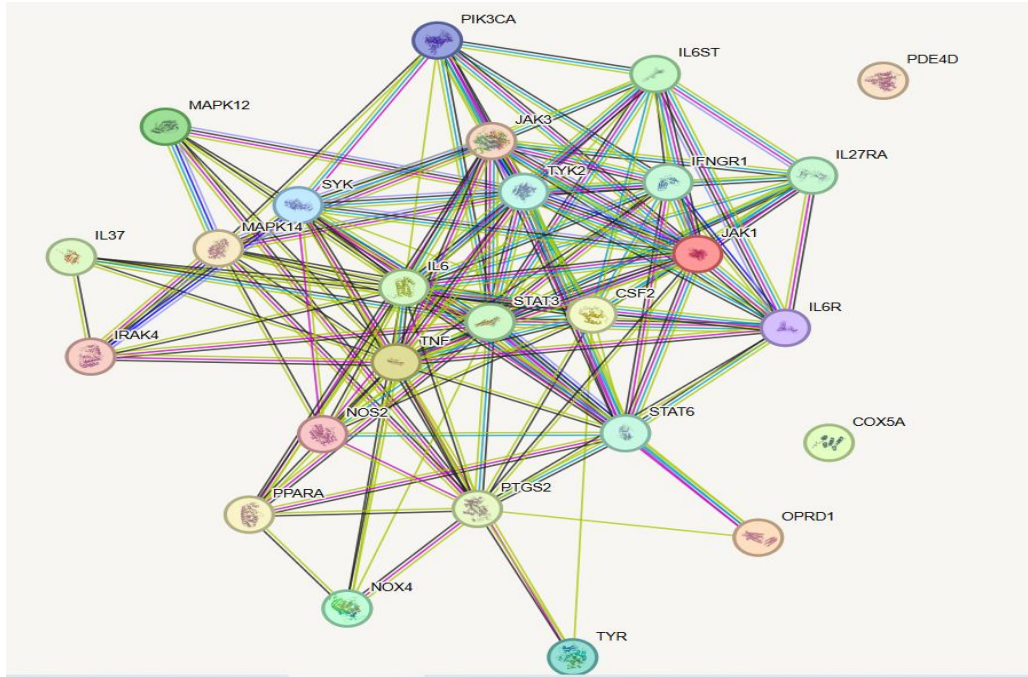 PIK3CA
IL6ST
PDE4D
MAPK12
JAK3
IL27RA
IFNGR1
TYK2
SYK
JAK1
IL37
MAPK14
IL6
CSF2
STAT3
IL6R
IRAK4
TNF
NOS2
STAT6
COX5A
PPARA
PTGS2
OPRD1
NOX4
TYR